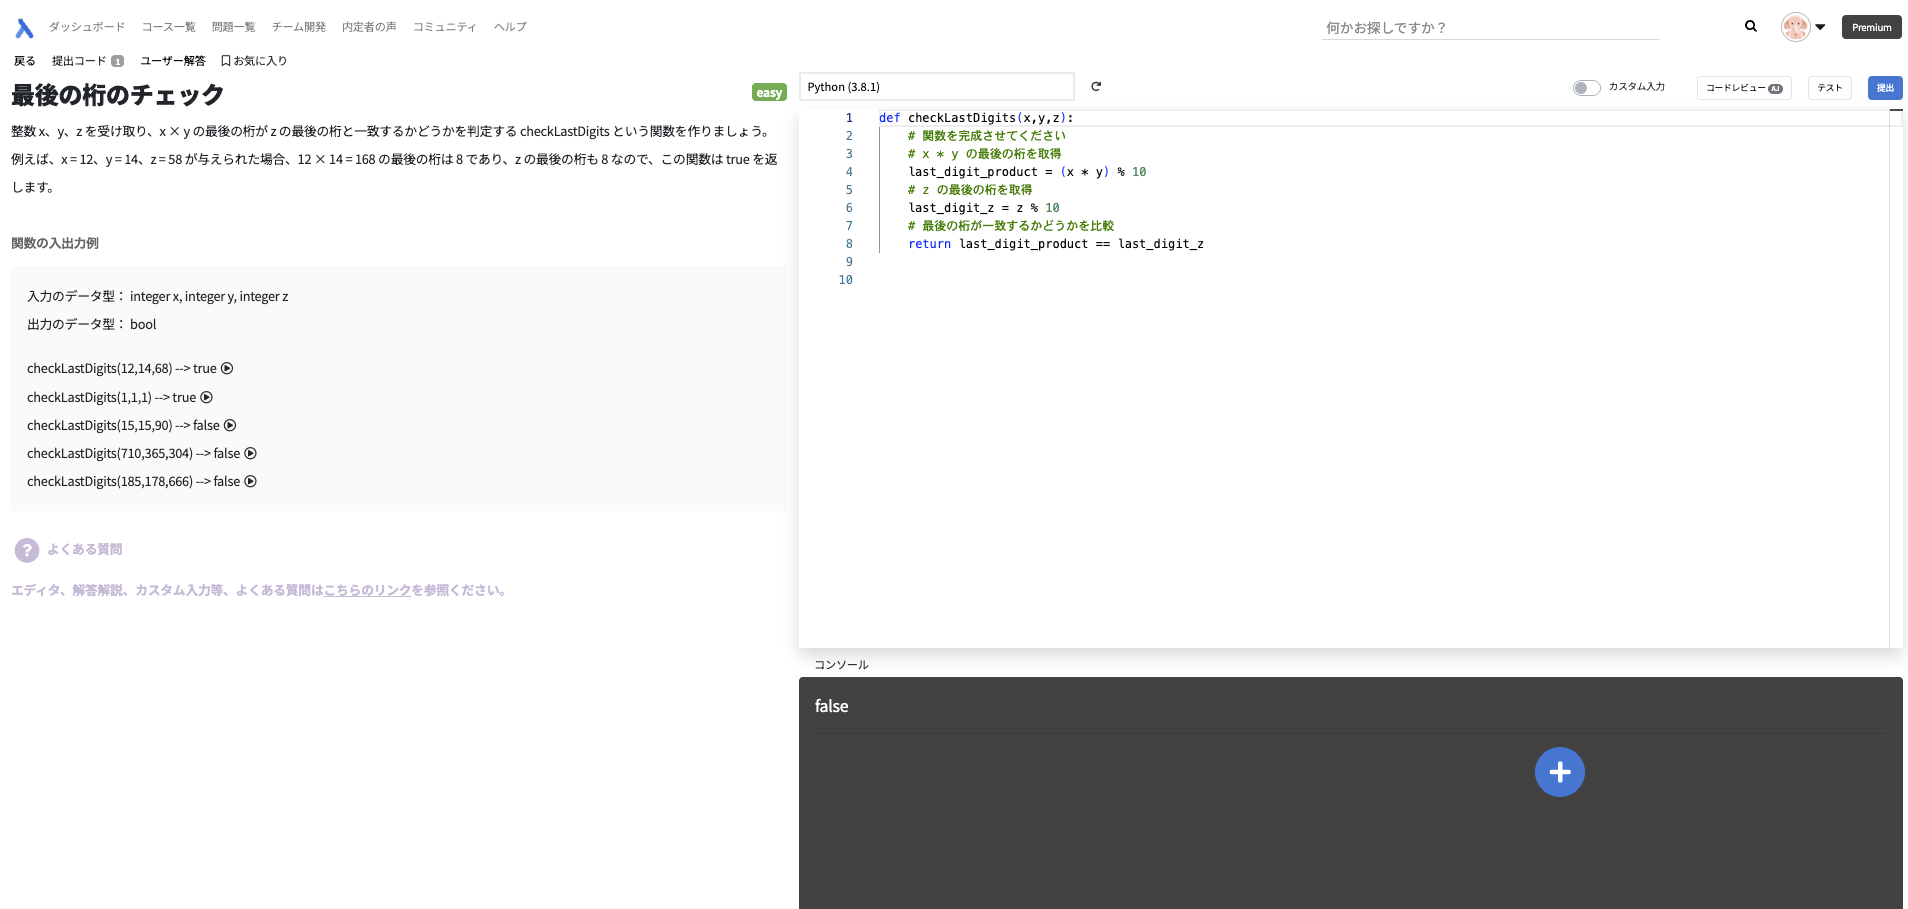 ダッシュボード コース一覧 問題一覧 チーム開発 内定者の声 コミュニティ ヘルプ 何かお探しですか？ Premium
戻る 提出コード 1 ユーザー解答 お気に入り
最後の桁のチェック easy
整数 x、y、z を受け取り、x × y の最後の桁が z の最後の桁と一致するかどうかを判定する checkLastDigits という関数を作りましょう。
例えば、x = 12、y = 14、z = 58 が与えられた場合、12 × 14 = 168 の最後の桁は 8 であり、z の最後の桁も 8 なので、この関数は true を返
します。
関数の入出力例
入力のデータ型： integer x, integer y, integer z
出力のデータ型： bool
checkLastDigits(12,14,68) --> true
checkLastDigits(1,1,1) --> true
checkLastDigits(15,15,90) --> false
checkLastDigits(710,365,304) --> false
checkLastDigits(185,178,666) --> false
? よくある質問
エディタ、解答解説、カスタム入力等、よくある質問はこちらのリンクを参照ください。
Python (3.8.1) カスタム入力 コードレビュー AI テスト 提出
1 def checkLastDigits(x,y,z):
2 # 関数を完成させてください
3 # x * y の最後の桁を取得
4 last_digit_product = (x * y) % 10
5 # z の最後の桁を取得
6 last_digit_z = z % 10
7 # 最後の桁が一致するかどうかを比較
8 return last_digit_product == last_digit_z
9
10
コンソール
false